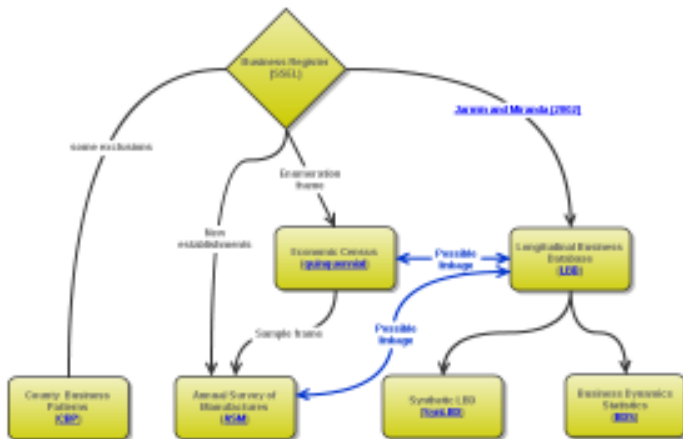 Business Register
(SSEL)
Jarmin and Miranda (2002)
some exclusions
Enumeration
frame
New
establishments
Economic Census
(quinquennial)
Possible
linkage
Longitudinal Business
Database
(LBD)
Sample frame
Possible
linkage
County Business
Patterns
(CBP)
Annual Survey of
Manufactures
(ASM)
Synthetic LBD
(SynLBD)
Business Dynamics
Statistics
(BDS)